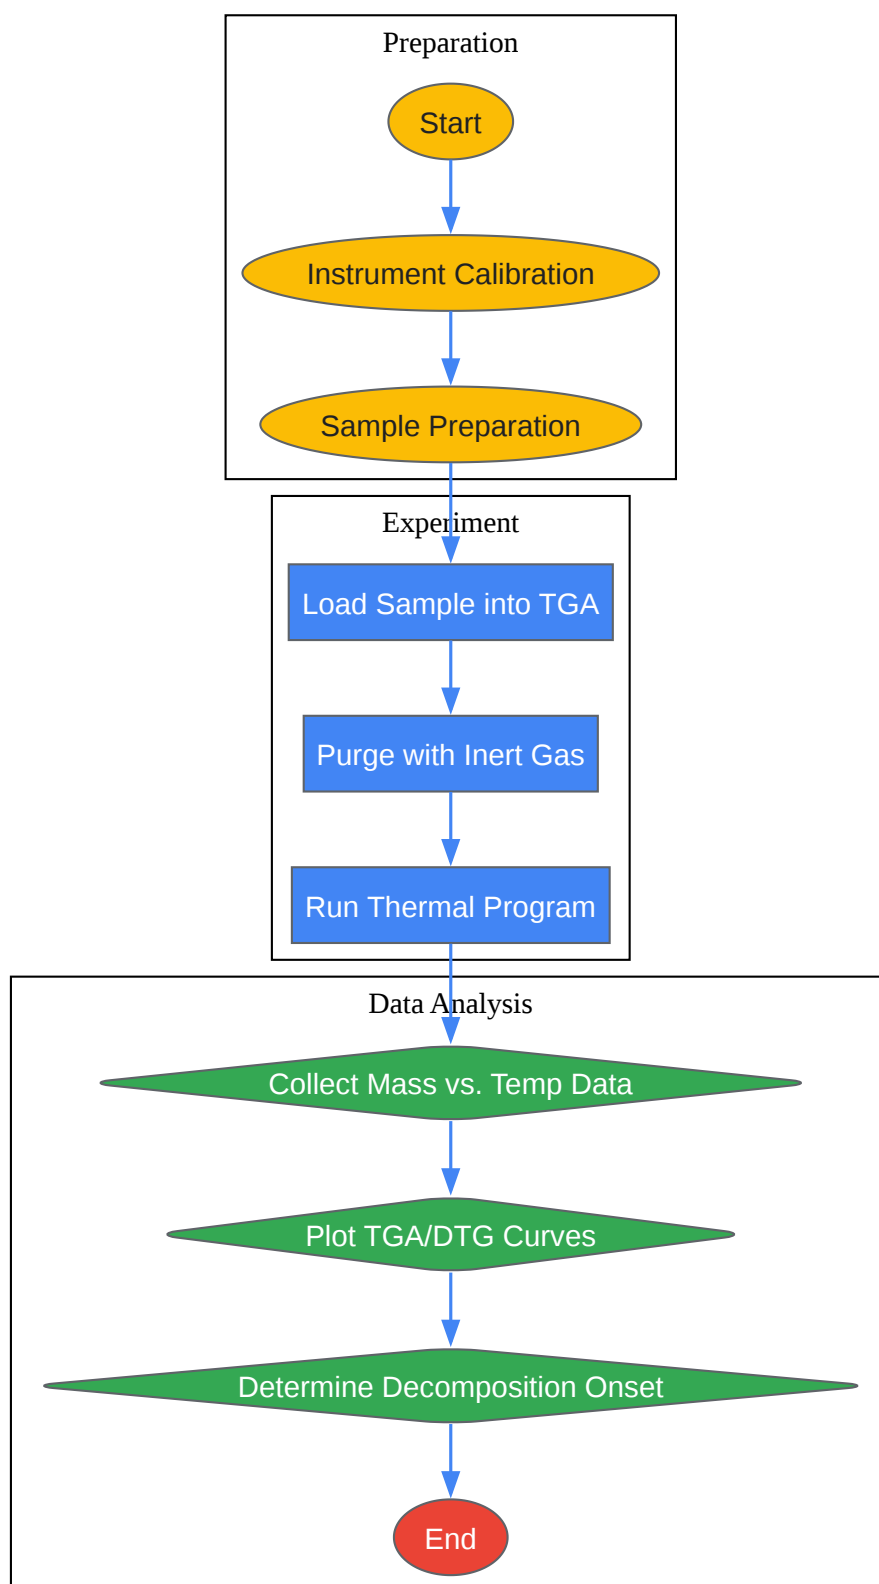 Preparation
Start
Instrument Calibration
Sample Preparation
Experiment
Load Sample into TGA
Purge with Inert Gas
Run Thermal Program
Data Analysis
Collect Mass vs. Temp Data
Plot TGA/DTG Curves
Determine Decomposition Onset
End